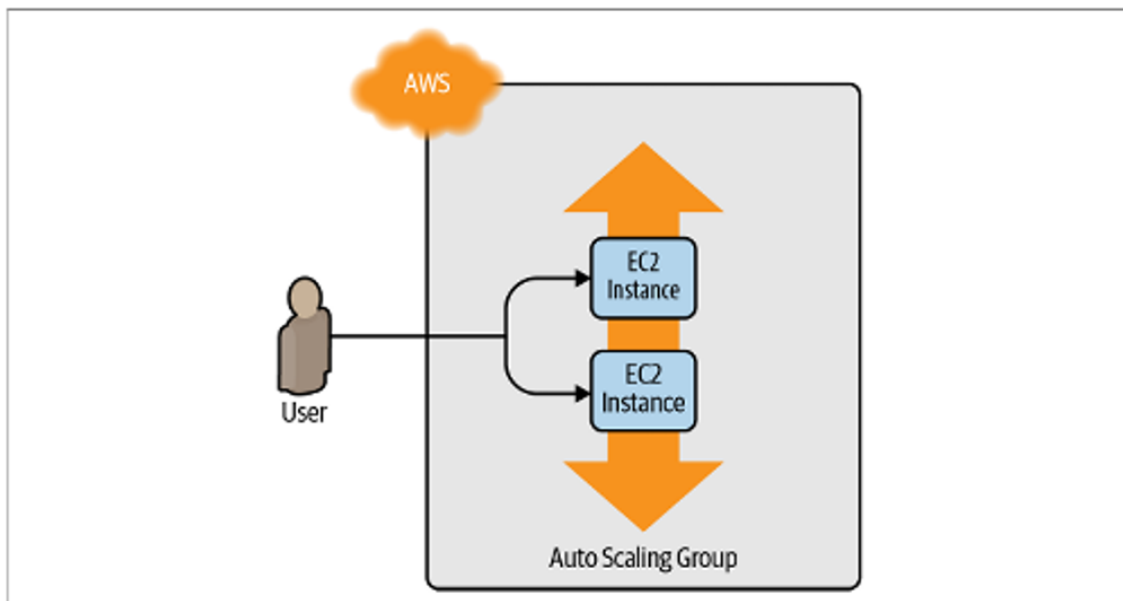 AWS
EC2
Instance
EC2
Instance
User
Auto Scaling Group